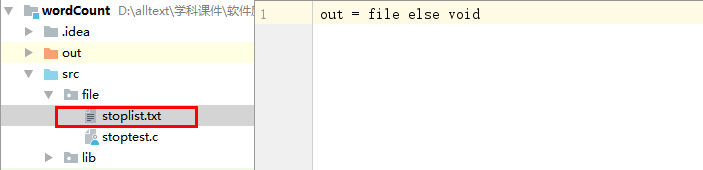 wordCount D:\alltext\学科课件\软件
.idea
out
src
file
stoplist.txt
stoptest.c
lib
1 out = file else void